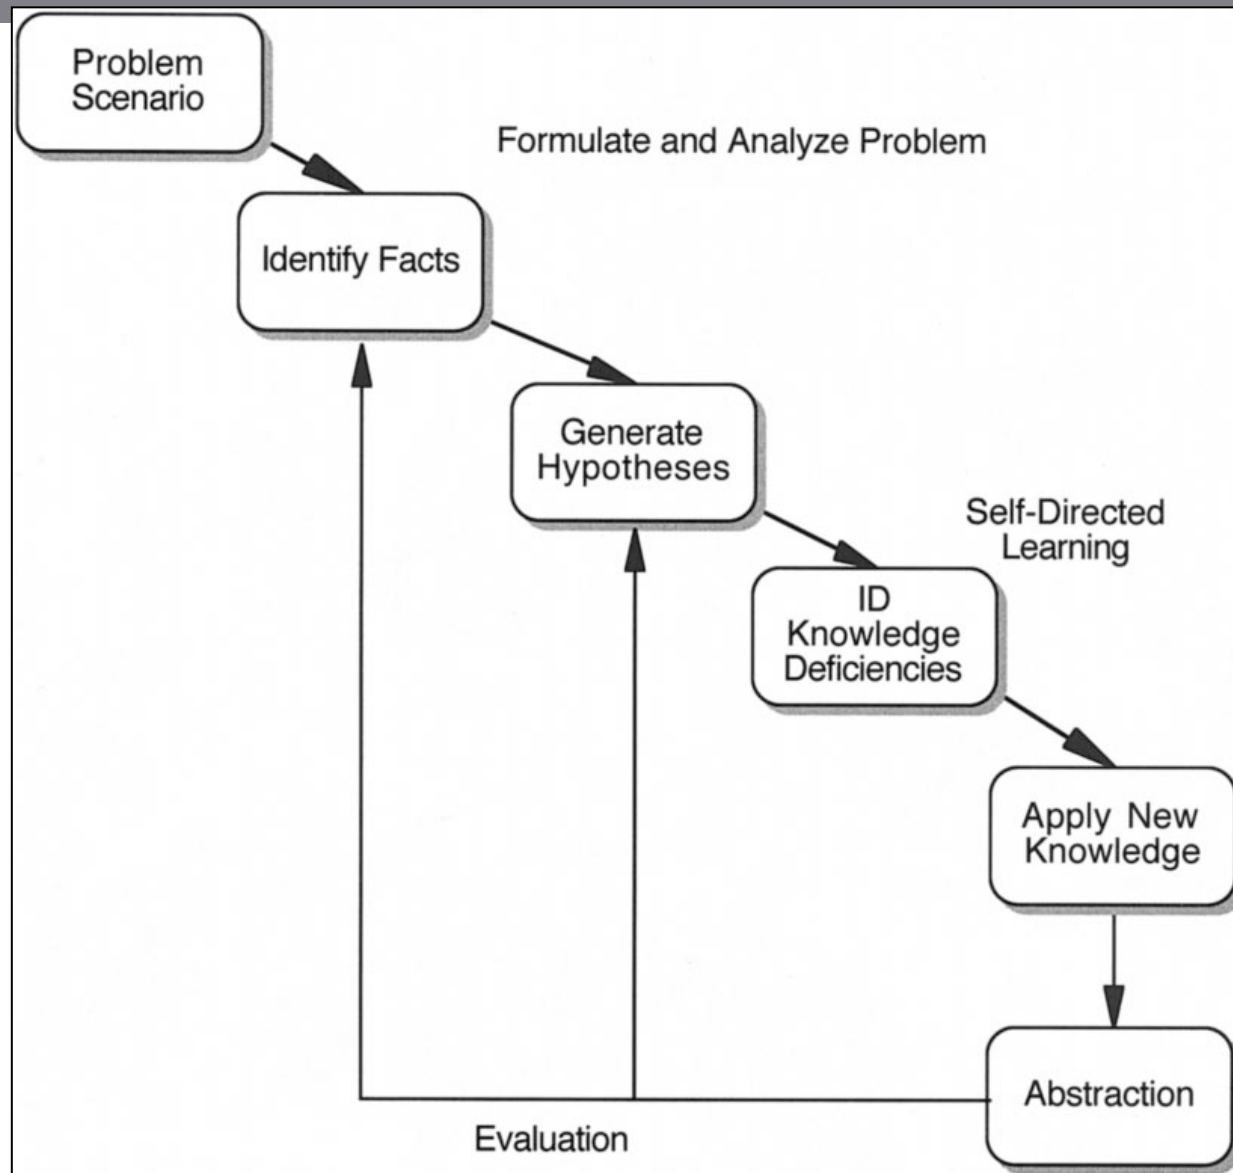 Problem
Scenario
Formulate and Analyze Problem
Identify Facts
Generate
Hypotheses
Self-Directed
Learning
ID
Knowledge
Deficiencies
Apply New
Knowledge
Abstraction
Evaluation